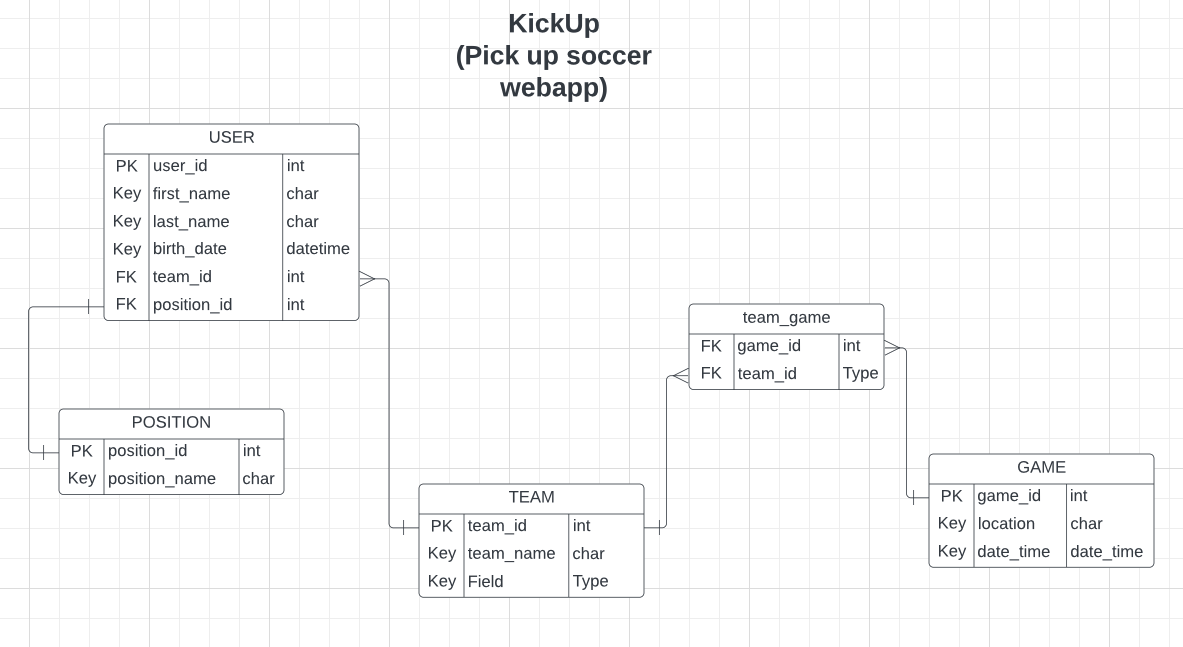 KickUp
(Pick up soccer
webapp)
USER
PK user_id int
Key first_name char
Key last_name char
Key birth_date datetime
FK team_id int
FK position_id int
team_game
FK game_id int
FK team_id Type
POSITION
PK position_id int
Key position_name char
GAME
PK game_id int
Key location char
Key date_time date_time
TEAM
PK team_id int
Key team_name char
Key Field Type